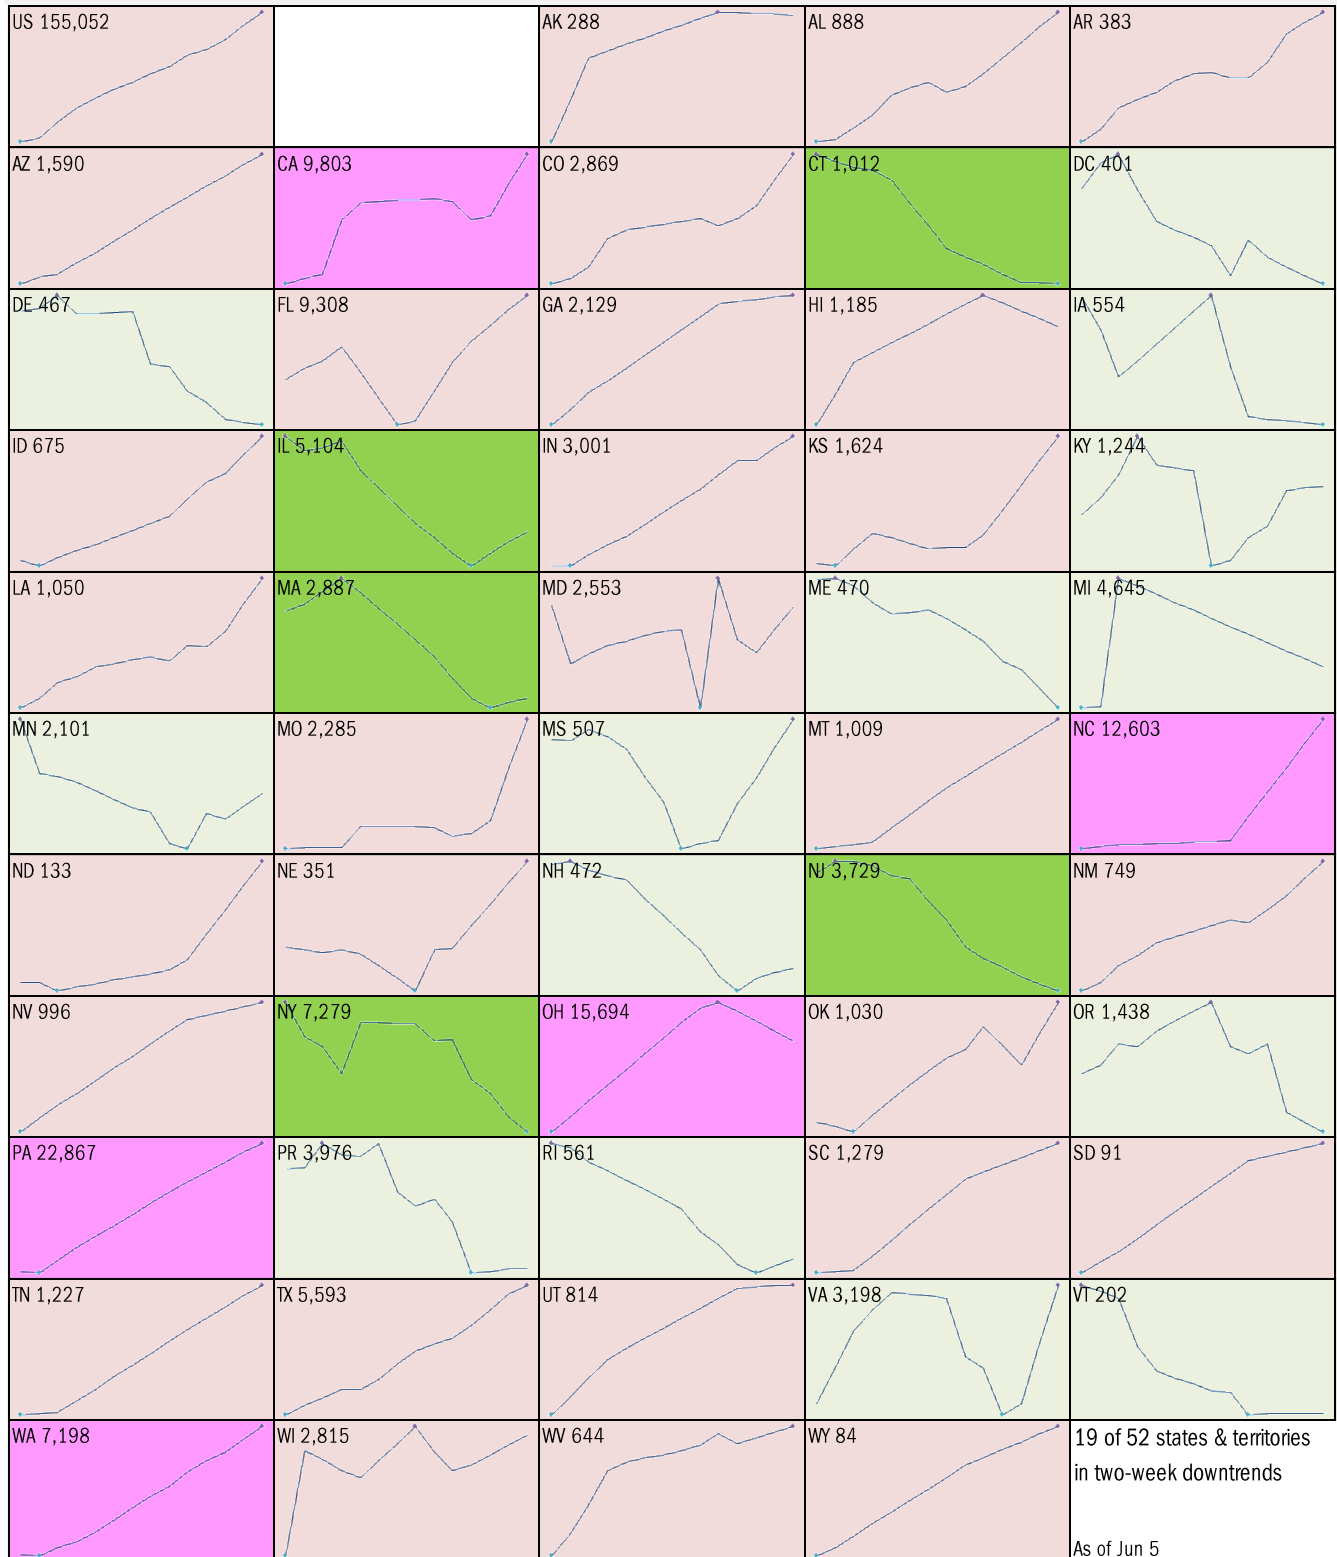 US 155,052
AK 288
AL 888
AR 383
AZ 1,590
CA 9,803
CO 2,869
CT 1,012
DC 401
DE 467
FL 9,308
GA 2,129
HI 1,185
IA 554
ID 675
IL 5,104
IN 3,001
KS 1,624
KY 1,244
LA 1,050
MA 2,887
MD 2,553
ME 470
MI 4,645
MN 2,101
MO 2,285
MS 507
MT 1,009
NC 12,603
ND 133
NE 351
NH 472
NJ 3,729
NM 749
NV 996
NY 7,279
OH 15,694
OK 1,030
OR 1,438
PA 22,867
PR 3,976
RI 561
SC 1,279
SD 91
TN 1,227
TX 5,593
UT 814
VA 3,198
VT 202
WA 7,198
WI 2,815
WV 644
WY 84
19 of 52 states & territories
in two-week downtrends
As of Jun 5